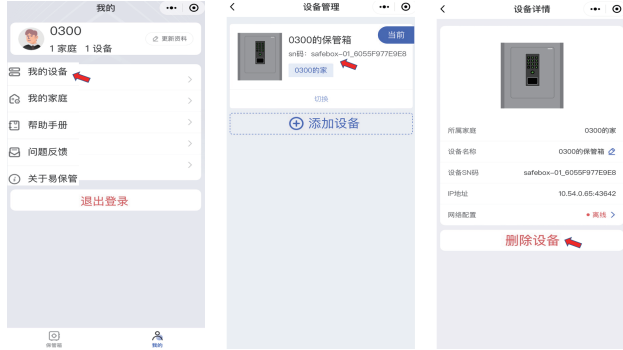 我的
0300
1 家庭 1 设备
更新资料
我的设备
我的家庭
帮助手册
问题反馈
关于易保管
退出登录
保管箱
我的
设备管理
当前
0300的保管箱
sn码: safebox-01_6055F977E9E8
0300的家
切换
添加设备
设备详情
所属家庭 0300的家
设备名称 0300的保管箱
设备SN码 safebox-01_6055F977E9E8
IP地址 10.54.0.65:43642
网络配置 离线
删除设备